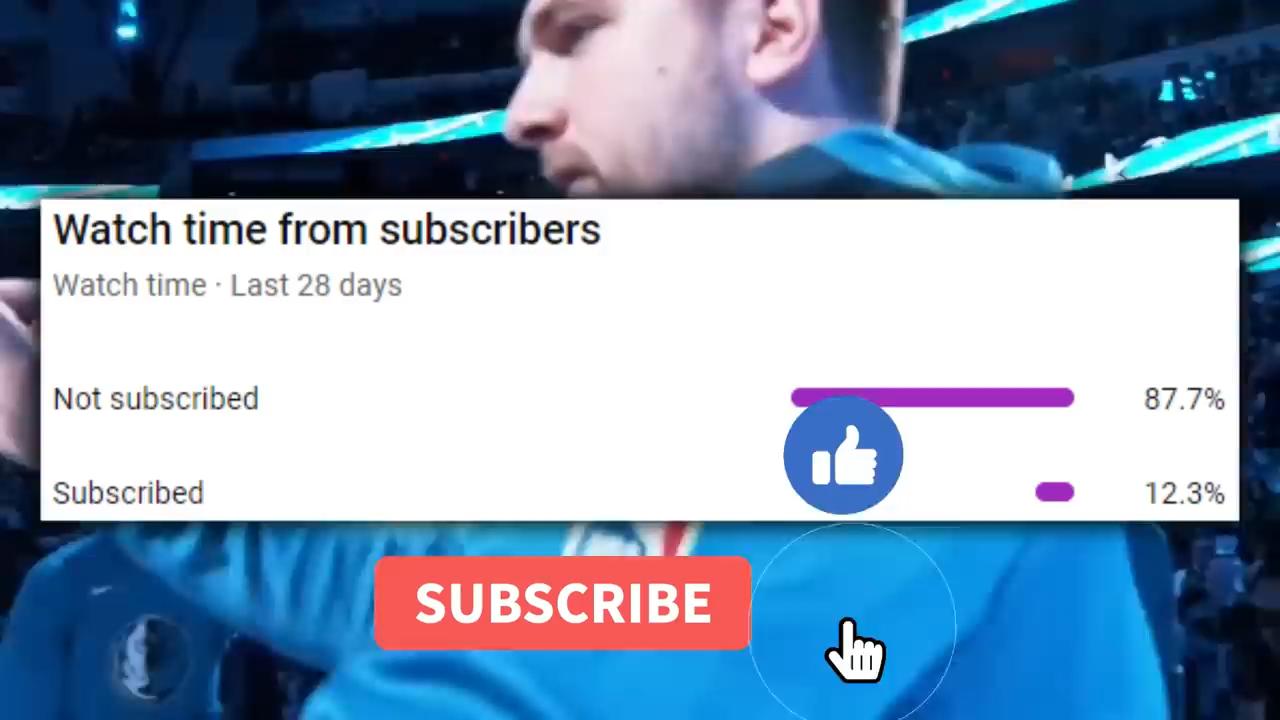 Watch time from subscribers
Watch time · Last 28 days
Not subscribed 87.7%
Subscribed 12.3%
SUBSCRIBE